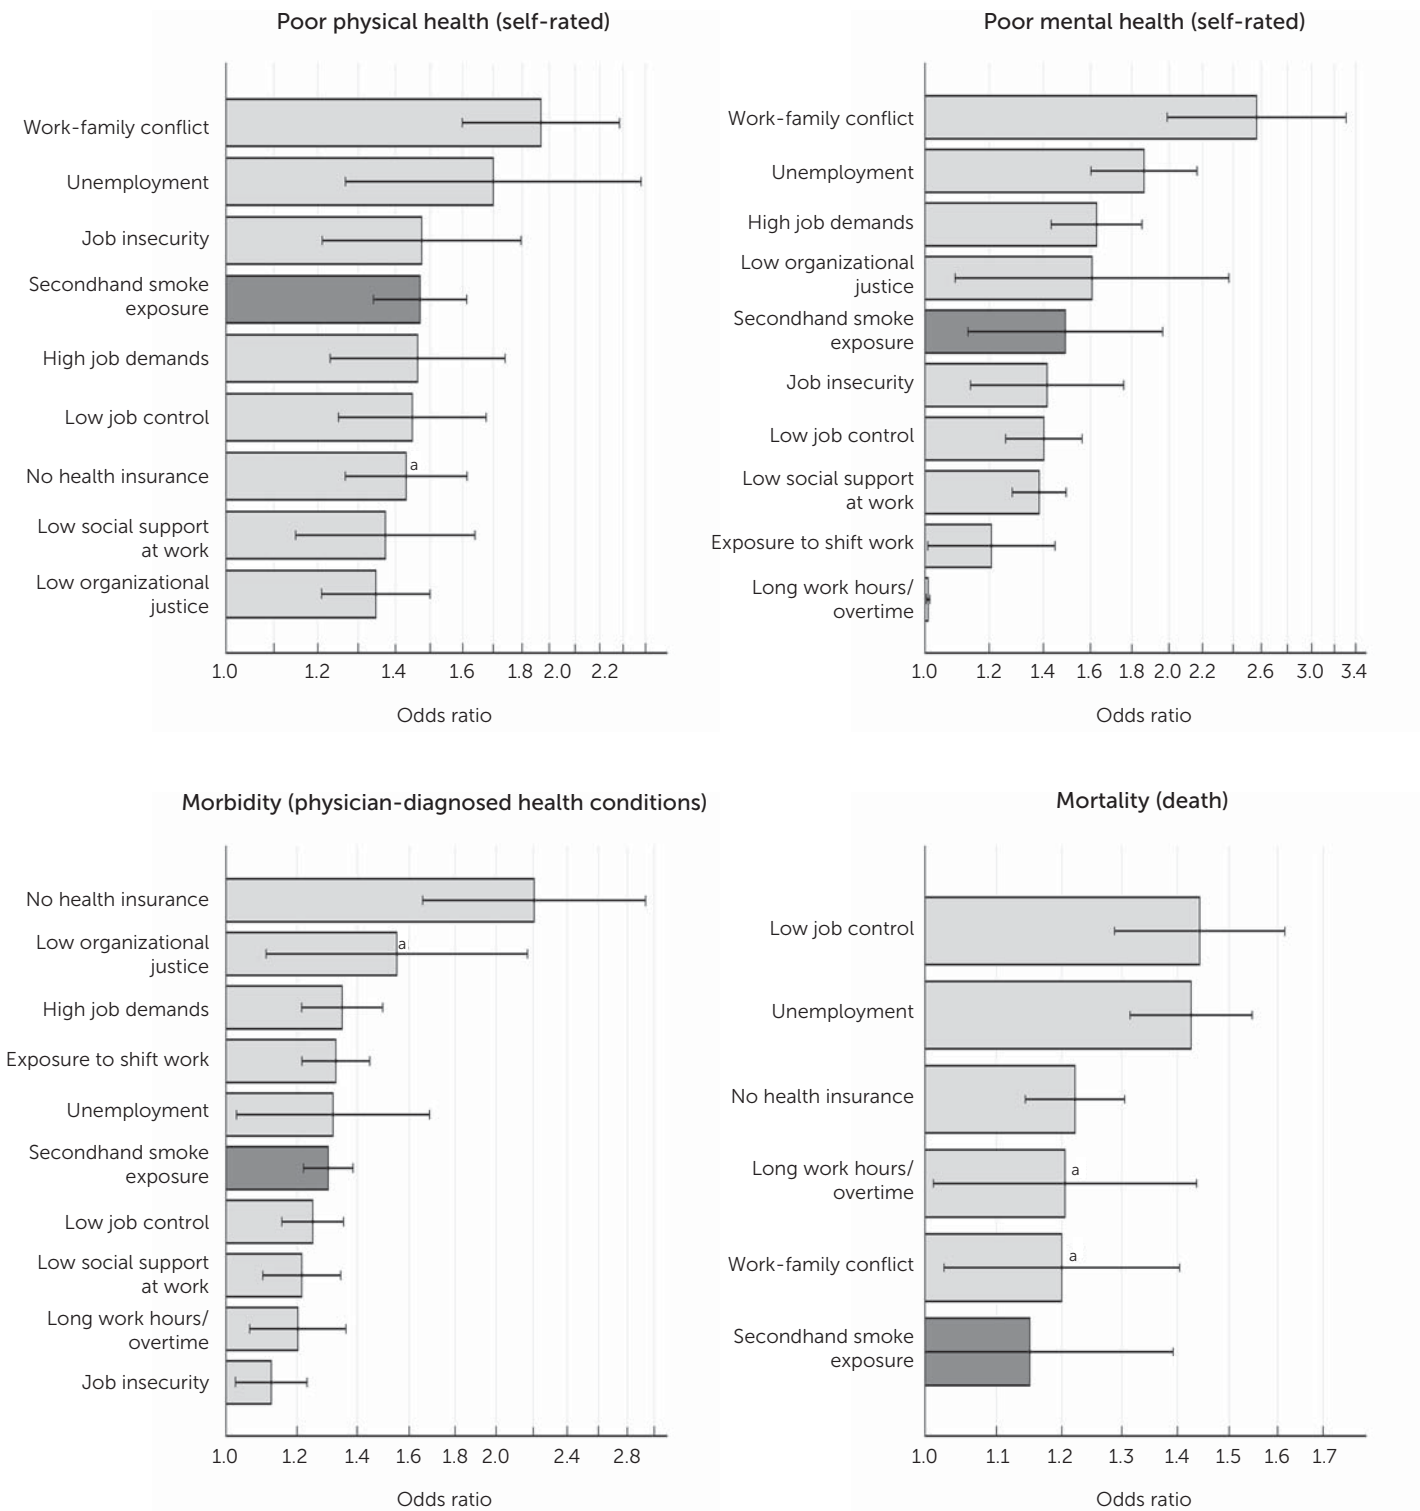 Poor physical health (self-rated)
Work-family conflict
Unemployment
Job insecurity
Secondhand smoke
exposure
High job demands
Low job control
No health insurance
a
Low social support
at work
Low organizational
justice
1.0 1.2 1.4 1.6 1.8 2.0 2.2
Odds ratio
Poor mental health (self-rated)
Work-family conflict
Unemployment
High job demands
Low organizational
justice
Secondhand smoke
exposure
Job insecurity
Low job control
Low social support
at work
Exposure to shift work
Long work hours/
overtime
1.0 1.2 1.4 1.6 1.8 2.0 2.2 2.6 3.0 3.4
Odds ratio
Morbidity (physician-diagnosed health conditions)
No health insurance
Low organizational
justice
a
High job demands
Exposure to shift work
Unemployment
Secondhand smoke
exposure
Low job control
Low social support
at work
Long work hours/
overtime
Job insecurity
1.0 1.2 1.4 1.6 1.8 2.0 2.4 2.8
Odds ratio
Mortality (death)
Low job control
Unemployment
No health insurance
Long work hours/
overtime
a
Work-family conflict
a
Secondhand smoke
exposure
1.0 1.1 1.2 1.3 1.4 1.5 1.6 1.7
Odds ratio